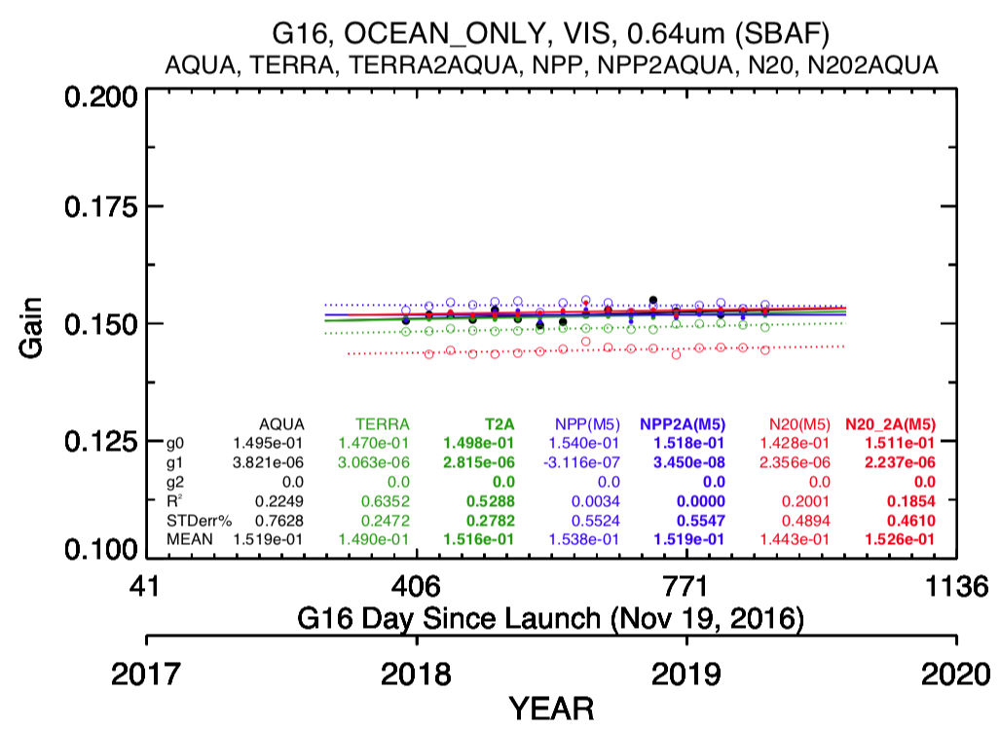 G16, OCEAN_ONLY, VIS, 0.64um (SBAF)
AQUA, TERRA, TERRA2AQUA, NPP, NPP2AQUA, N20, N202AQUA
0.200
0.175
0.150
0.125
0.100
Gain
AQUA TERRA T2A NPP(M5) NPP2A(M5) N20(M5) N20_2A(M5)
g0 1.495e-01 1.470e-01 1.498e-01 1.540e-01 1.518e-01 1.428e-01 1.511e-01
g1 3.821e-06 3.063e-06 2.815e-06 -3.116e-07 3.450e-08 2.356e-06 2.237e-06
g2 0.0 0.0 0.0 0.0 0.0 0.0 0.0
R² 0.2249 0.6352 0.5288 0.0034 0.0000 0.2001 0.1854
STDerr% 0.7628 0.2472 0.2782 0.5524 0.5547 0.4894 0.4610
MEAN 1.519e-01 1.490e-01 1.516e-01 1.538e-01 1.519e-01 1.443e-01 1.526e-01
41 406 771 1136
G16 Day Since Launch (Nov 19, 2016)
2017 2018 2019 2020
YEAR